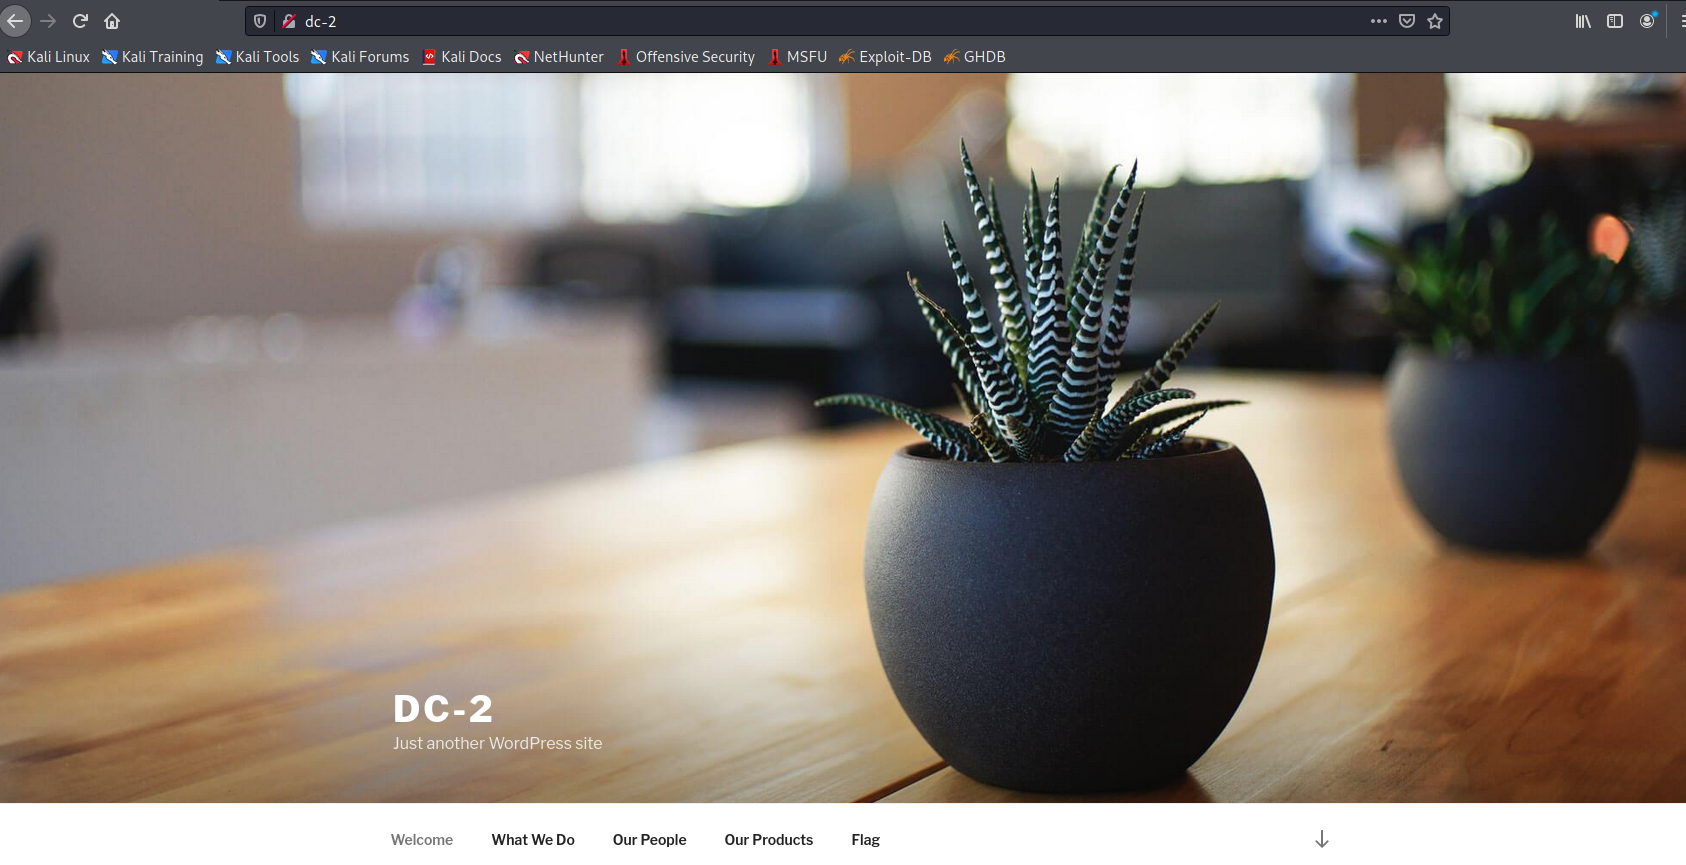 dc-2
Kali Linux Kali Training Kali Tools Kali Forums Kali Docs NetHunter Offensive Security MSFU Exploit-DB GHDB
DC-2
Just another WordPress site
Welcome What We Do Our People Our Products Flag